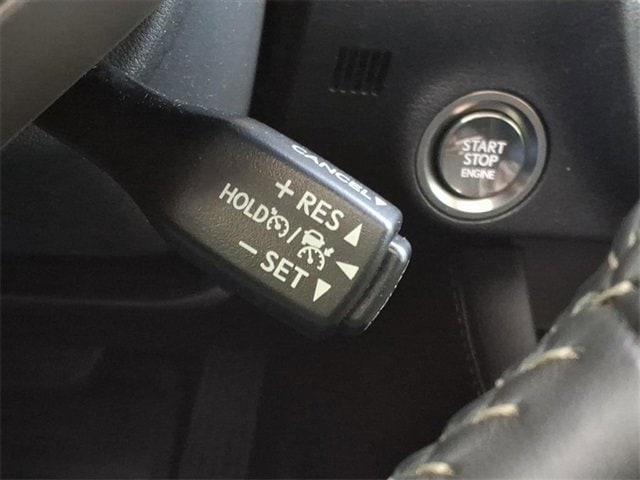 CANCEL
+ RES
HOLD /
− SET
START
STOP
ENGINE